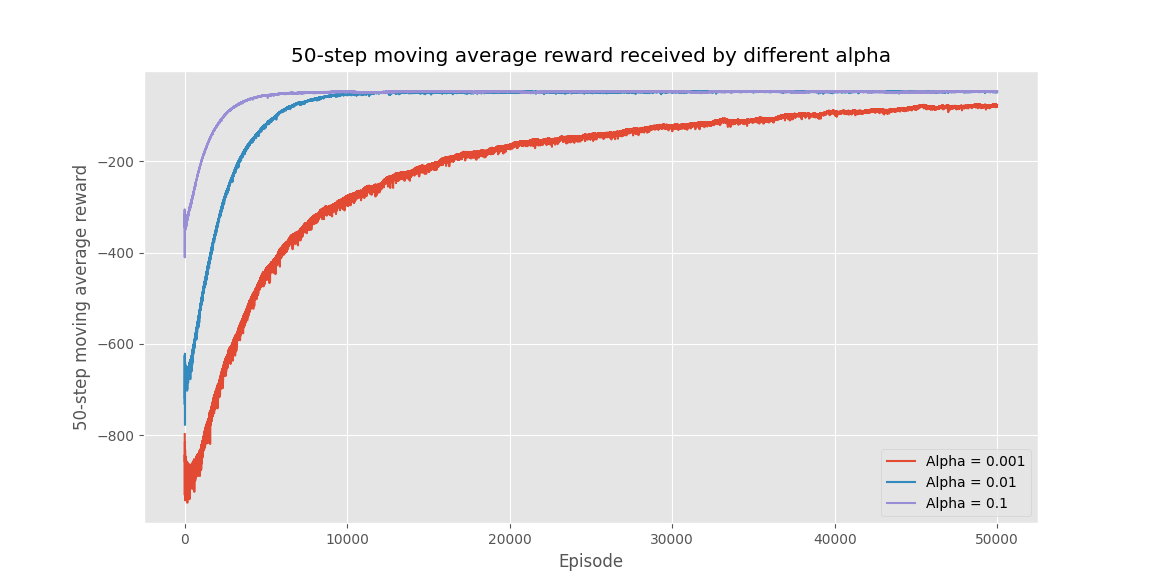 50-step moving average reward received by different alpha
50-step moving average reward
−200
−400
−600
−800
0
10000
20000
30000
40000
50000
Episode
Alpha = 0.001
Alpha = 0.01
Alpha = 0.1